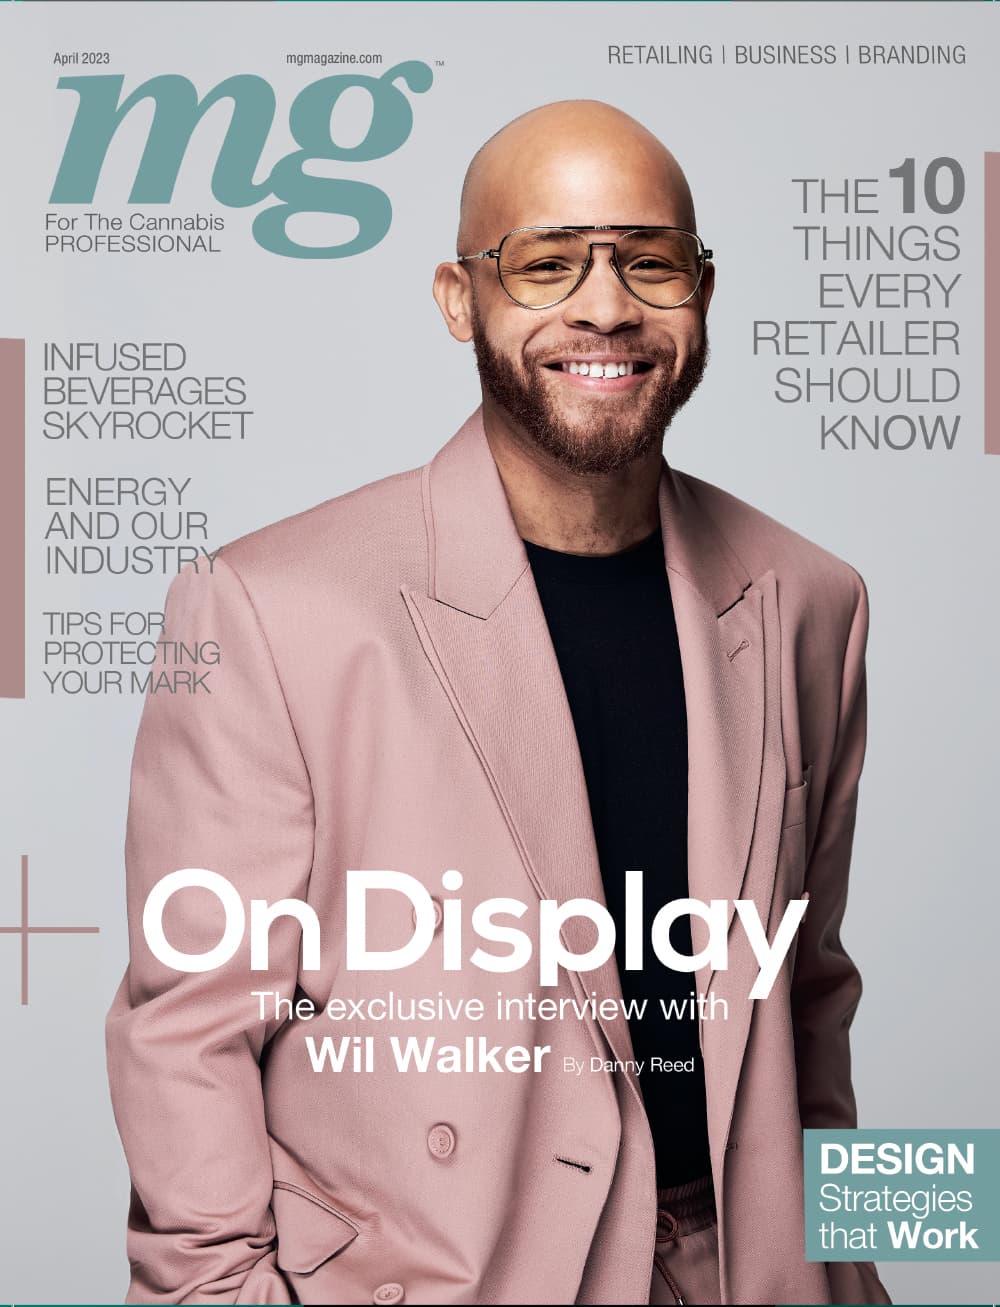 April 2023
mgmagazine.com
RETAILING | BUSINESS | BRANDING
mg™
For The Cannabis
PROFESSIONAL
THE 10
THINGS
EVERY
RETAILER
SHOULD
KNOW
INFUSED
BEVERAGES
SKYROCKET
ENERGY
AND OUR
INDUSTRY
TIPS FOR
PROTECTING
YOUR MARK
On Display
The exclusive interview with
Wil Walker By Danny Reed
DESIGN
Strategies
that Work